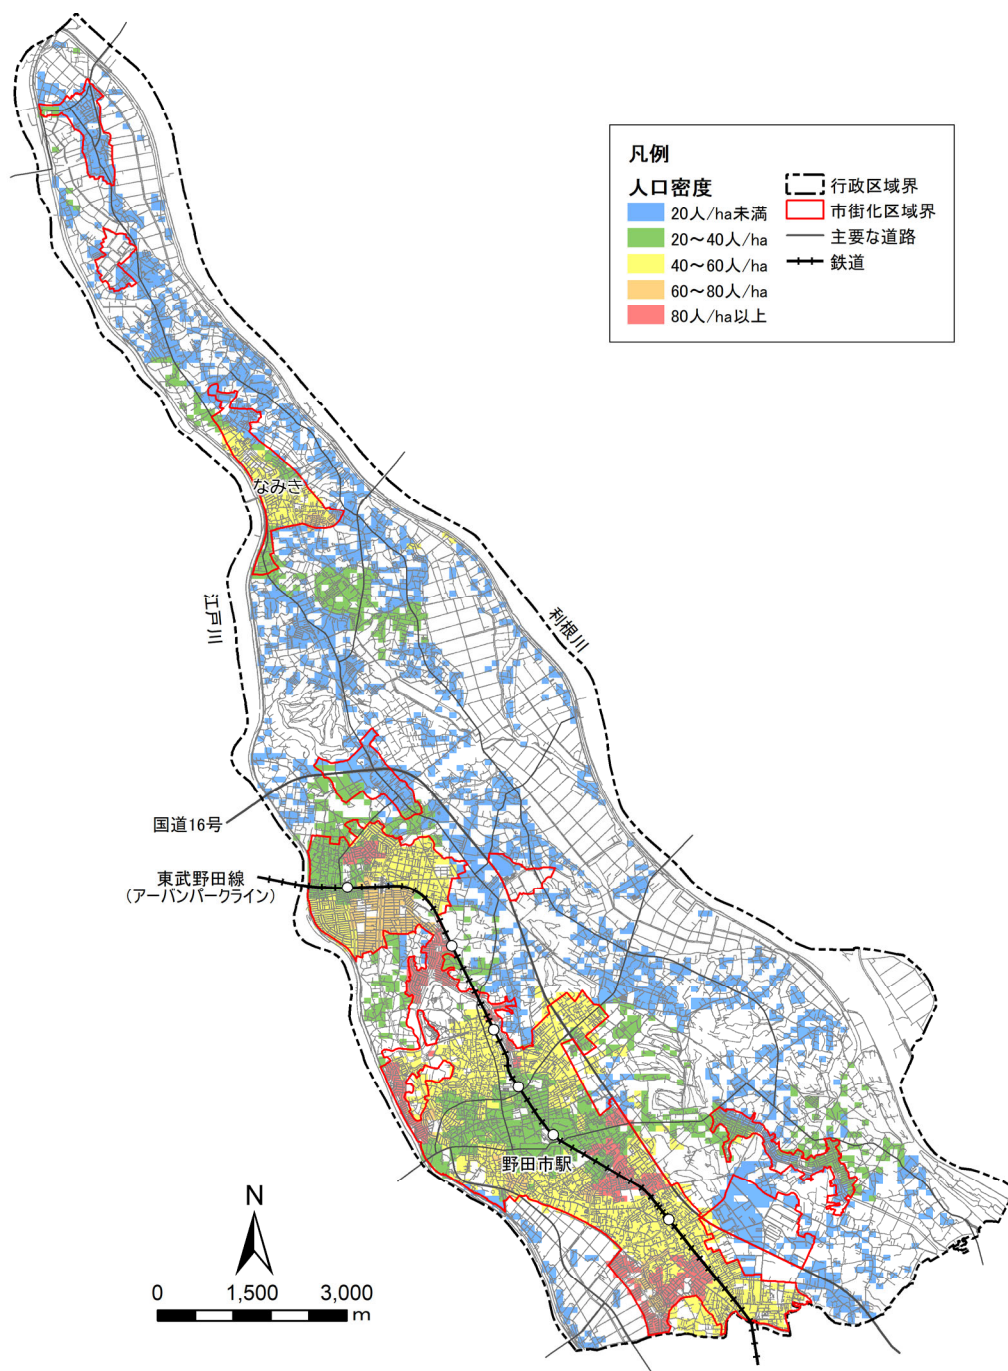 凡例
人口密度
20人/ha未満
20～40人/ha
40～60人/ha
60～80人/ha
80人/ha以上
行政区域界
市街化区域界
主要な道路
鉄道
なみき
江戸川
利根川
国道16号
東武野田線
（アーバンパークライン）
野田市駅
N
0 1,500 3,000
m